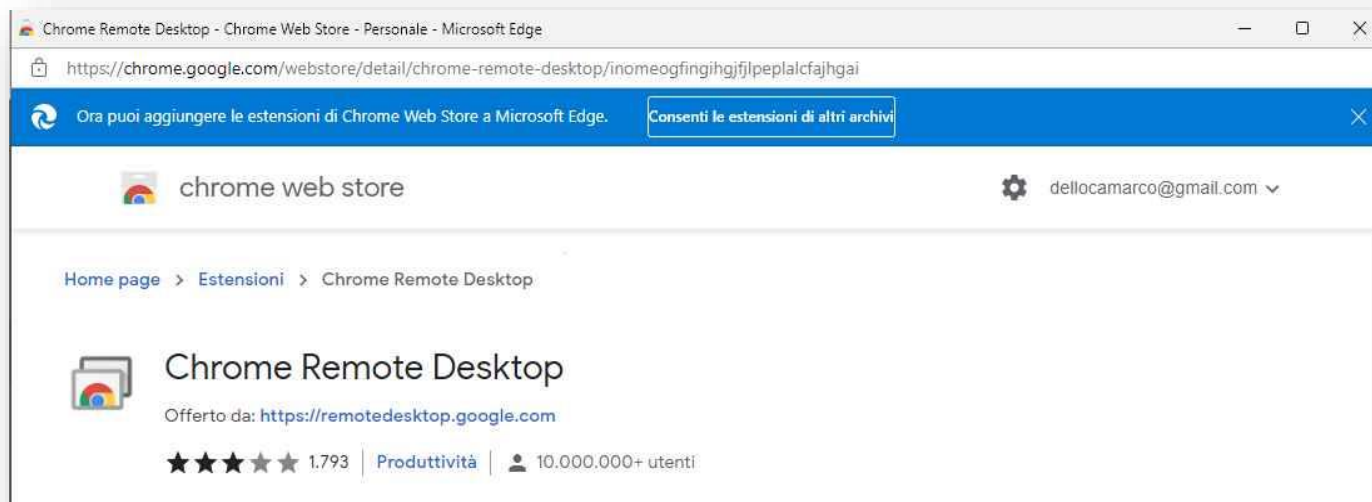 Chrome Remote Desktop - Chrome Web Store - Personale - Microsoft Edge
https://chrome.google.com/webstore/detail/chrome-remote-desktop/inomeogfingihgjfjlpeplalcfajhgai
Ora puoi aggiungere le estensioni di Chrome Web Store a Microsoft Edge. Consenti le estensioni di altri archivi
chrome web store dellocamarco@gmail.com
Home page > Estensioni > Chrome Remote Desktop
Chrome Remote Desktop
Offerto da: https://remotedesktop.google.com
1.793 | Produttività | 10.000.000+ utenti